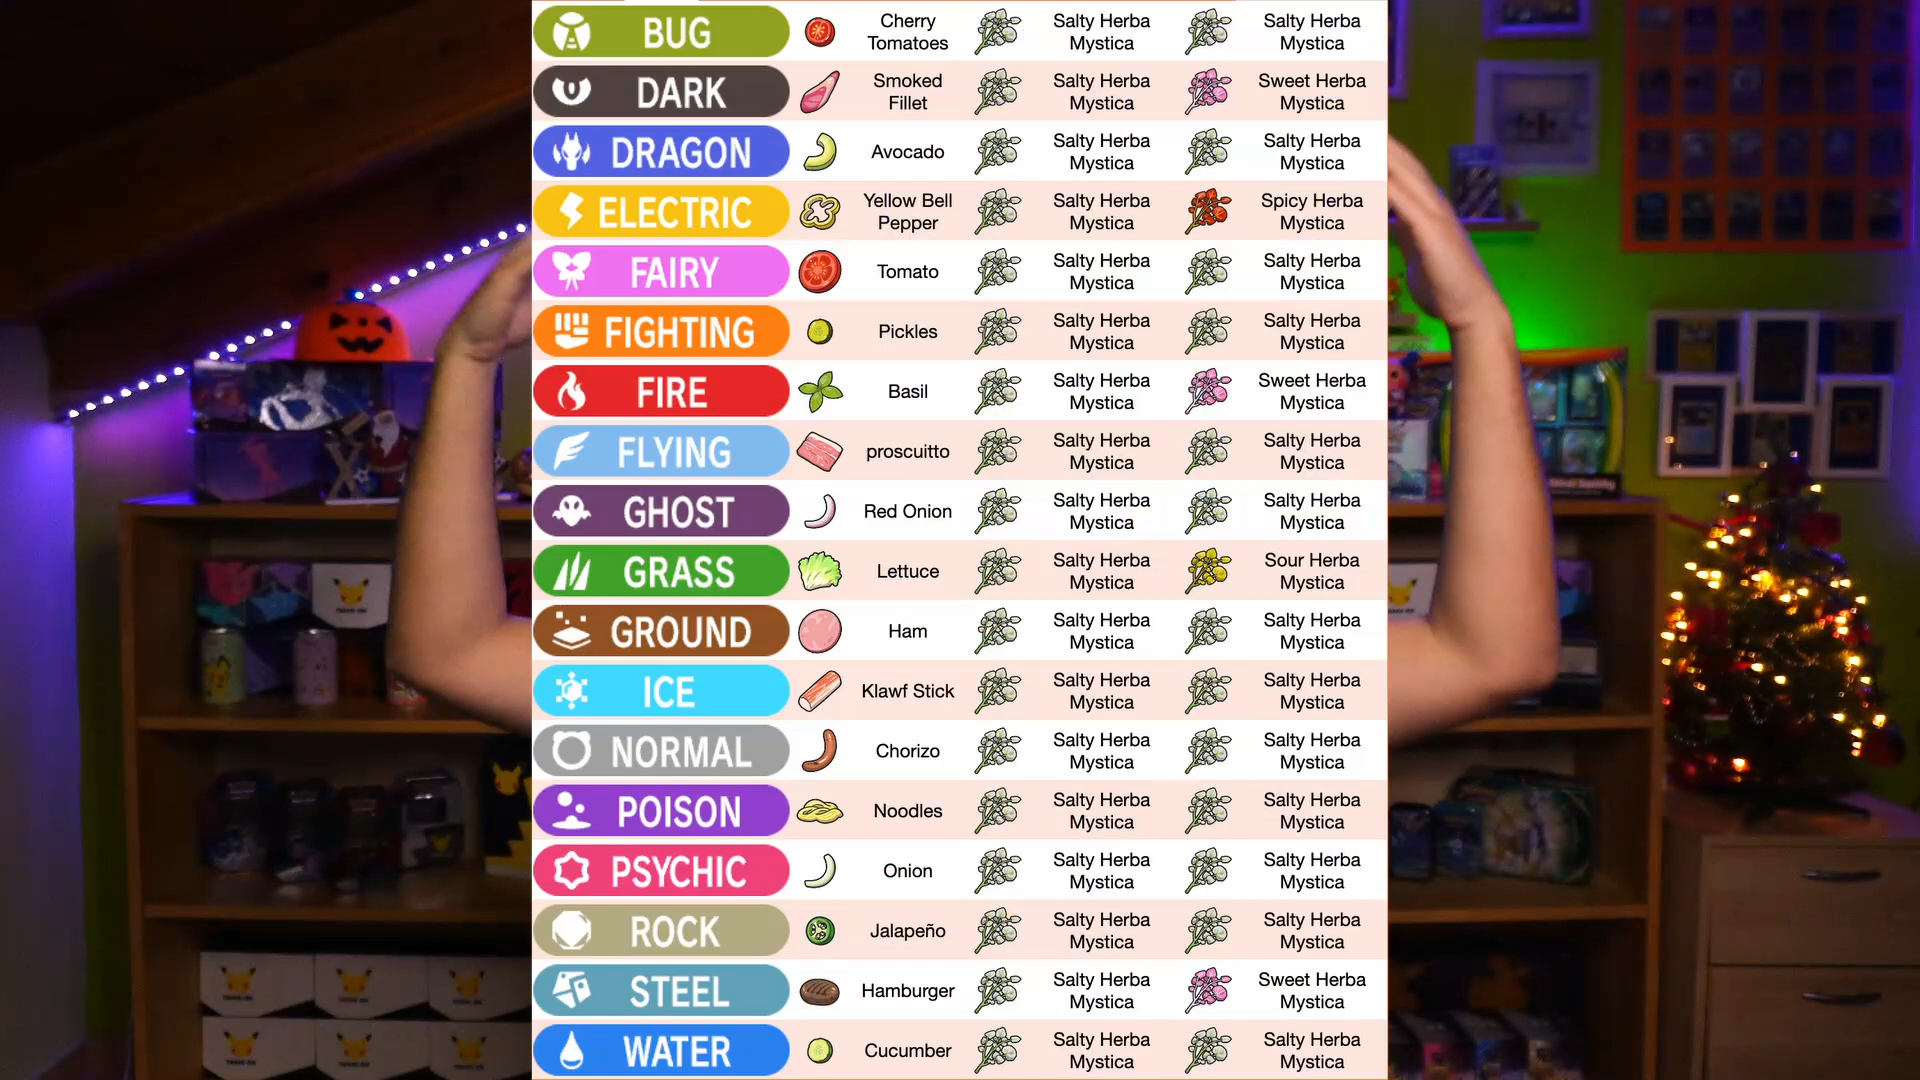 BUG
Cherry
Tomatoes
Salty Herba
Mystica
Salty Herba
Mystica
DARK
Smoked
Fillet
Salty Herba
Mystica
Sweet Herba
Mystica
DRAGON
Avocado
Salty Herba
Mystica
Salty Herba
Mystica
ELECTRIC
Yellow Bell
Pepper
Salty Herba
Mystica
Spicy Herba
Mystica
FAIRY
Tomato
Salty Herba
Mystica
Salty Herba
Mystica
FIGHTING
Pickles
Salty Herba
Mystica
Salty Herba
Mystica
FIRE
Basil
Salty Herba
Mystica
Sweet Herba
Mystica
FLYING
proscuitto
Salty Herba
Mystica
Salty Herba
Mystica
GHOST
Red Onion
Salty Herba
Mystica
Salty Herba
Mystica
GRASS
Lettuce
Salty Herba
Mystica
Sour Herba
Mystica
GROUND
Ham
Salty Herba
Mystica
Salty Herba
Mystica
ICE
Klawf Stick
Salty Herba
Mystica
Salty Herba
Mystica
NORMAL
Chorizo
Salty Herba
Mystica
Salty Herba
Mystica
POISON
Noodles
Salty Herba
Mystica
Salty Herba
Mystica
PSYCHIC
Onion
Salty Herba
Mystica
Salty Herba
Mystica
ROCK
Jalapeño
Salty Herba
Mystica
Salty Herba
Mystica
STEEL
Hamburger
Salty Herba
Mystica
Sweet Herba
Mystica
WATER
Cucumber
Salty Herba
Mystica
Salty Herba
Mystica